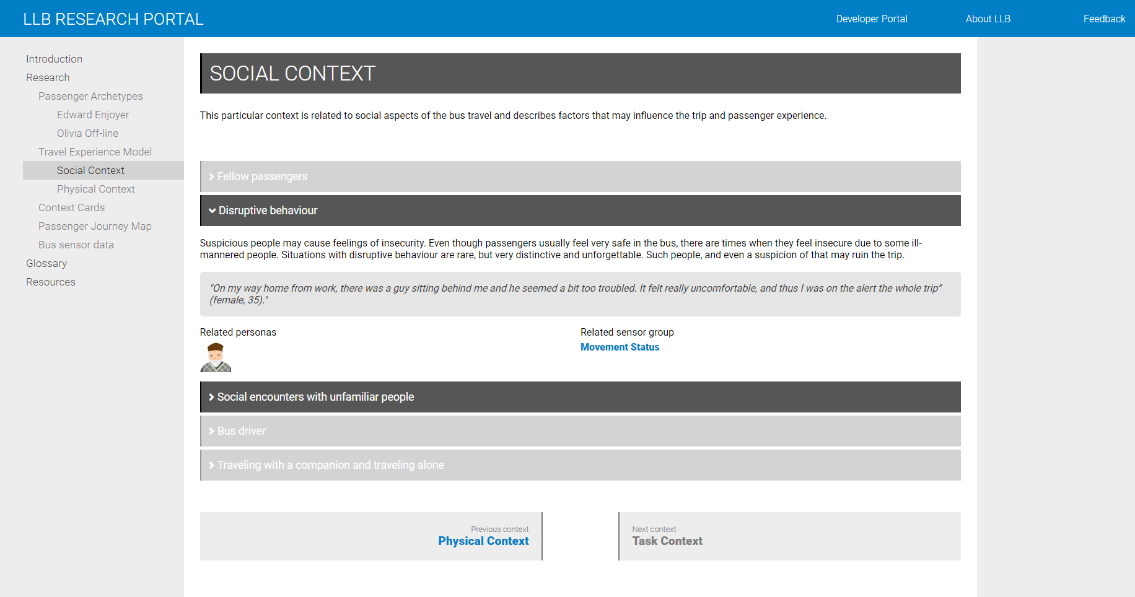 LLB RESEARCH PORTAL
Developer Portal
About LLB
Feedback
Introduction
Research
Passenger Archetypes
Edward Enjoyer
Olivia Off-line
Travel Experience Model
Social Context
Physical Context
Context Cards
Passenger Journey Map
Bus sensor data
Glossary
Resources
SOCIAL CONTEXT
This particular context is related to social aspects of the bus travel and describes factors that may influence the trip and passenger experience.
Fellow passengers
Disruptive behaviour
Suspicious people may cause feelings of insecurity. Even though passengers usually feel very safe in the bus, there are times when they feel insecure due to some ill-
mannered people. Situations with disruptive behaviour are rare, but very distinctive and unforgettable. Such people, and even a suspicion of that may ruin the trip.
"On my way home from work, there was a guy sitting behind me and he seemed a bit too troubled. It felt really uncomfortable, and thus I was on the alert the whole trip"
(female, 35)."
Related personas
Related sensor group
Movement Status
Social encounters with unfamiliar people
Bus driver
Traveling with a companion and traveling alone
Previous context
Physical Context
Next context
Task Context